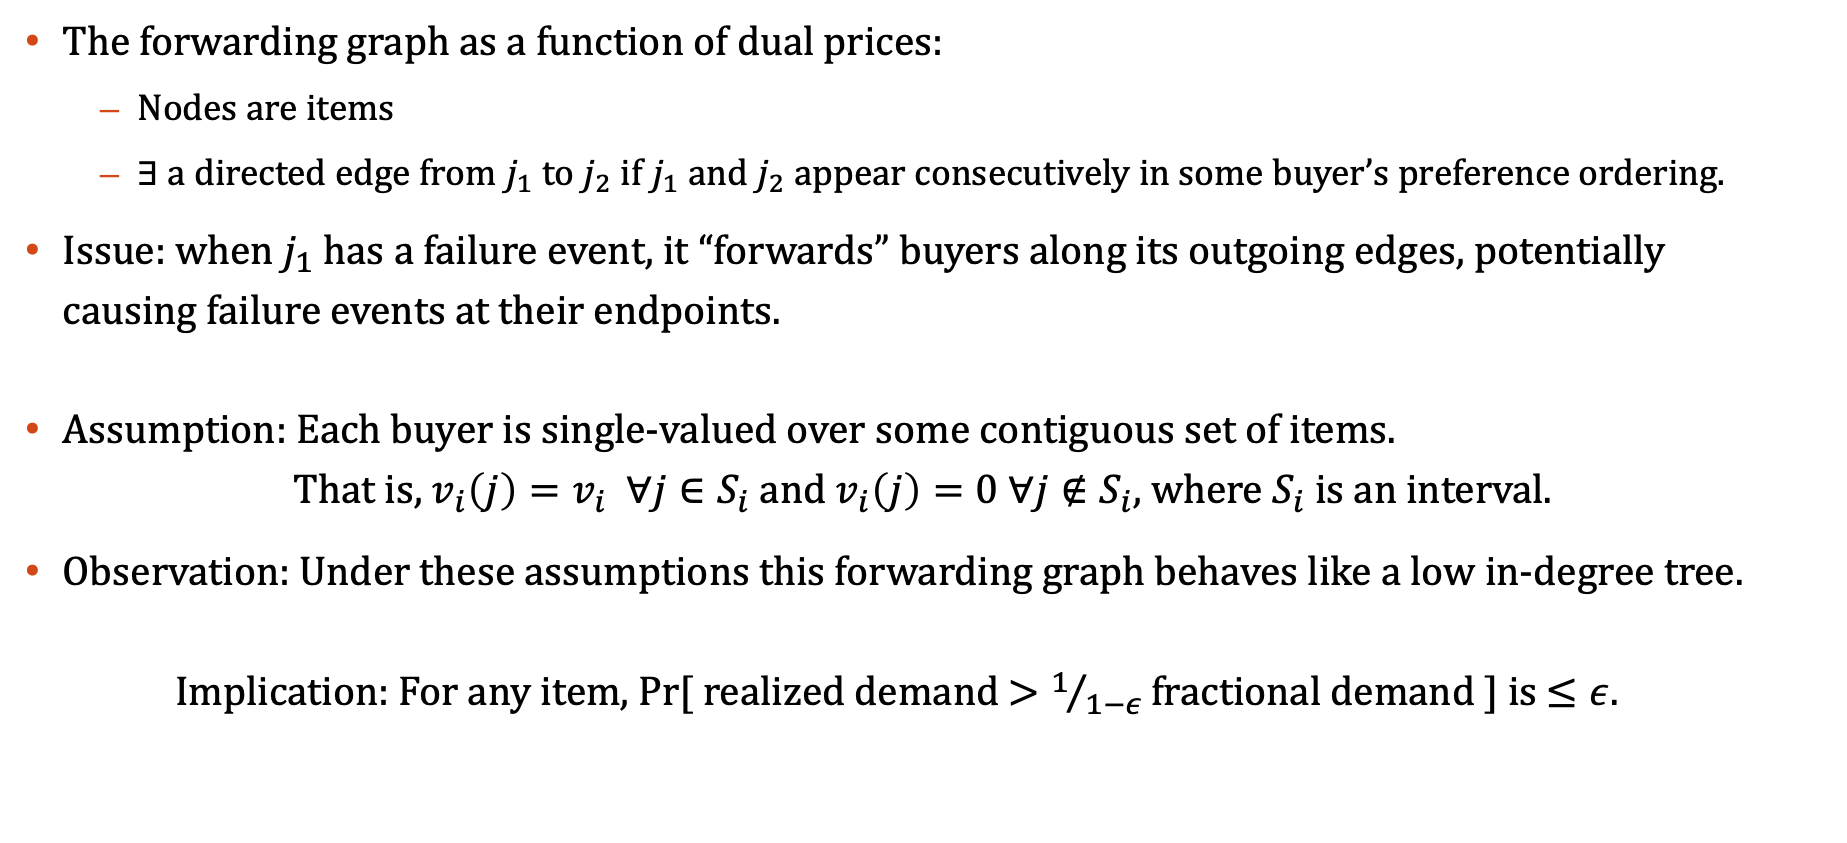 • The forwarding graph as a function of dual prices:
– Nodes are items
– ∃ a directed edge from j₁ to j₂ if j₁ and j₂ appear consecutively in some buyer’s preference ordering.
• Issue: when j₁ has a failure event, it “forwards” buyers along its outgoing edges, potentially
causing failure events at their endpoints.
• Assumption: Each buyer is single-valued over some contiguous set of items.
That is, vᵢ(j) = vᵢ ∀j ∈ Sᵢ and vᵢ(j) = 0 ∀j ∉ Sᵢ, where Sᵢ is an interval.
• Observation: Under these assumptions this forwarding graph behaves like a low in-degree tree.
Implication: For any item, Pr[ realized demand > 1/1−ϵ fractional demand ] is ≤ ϵ.